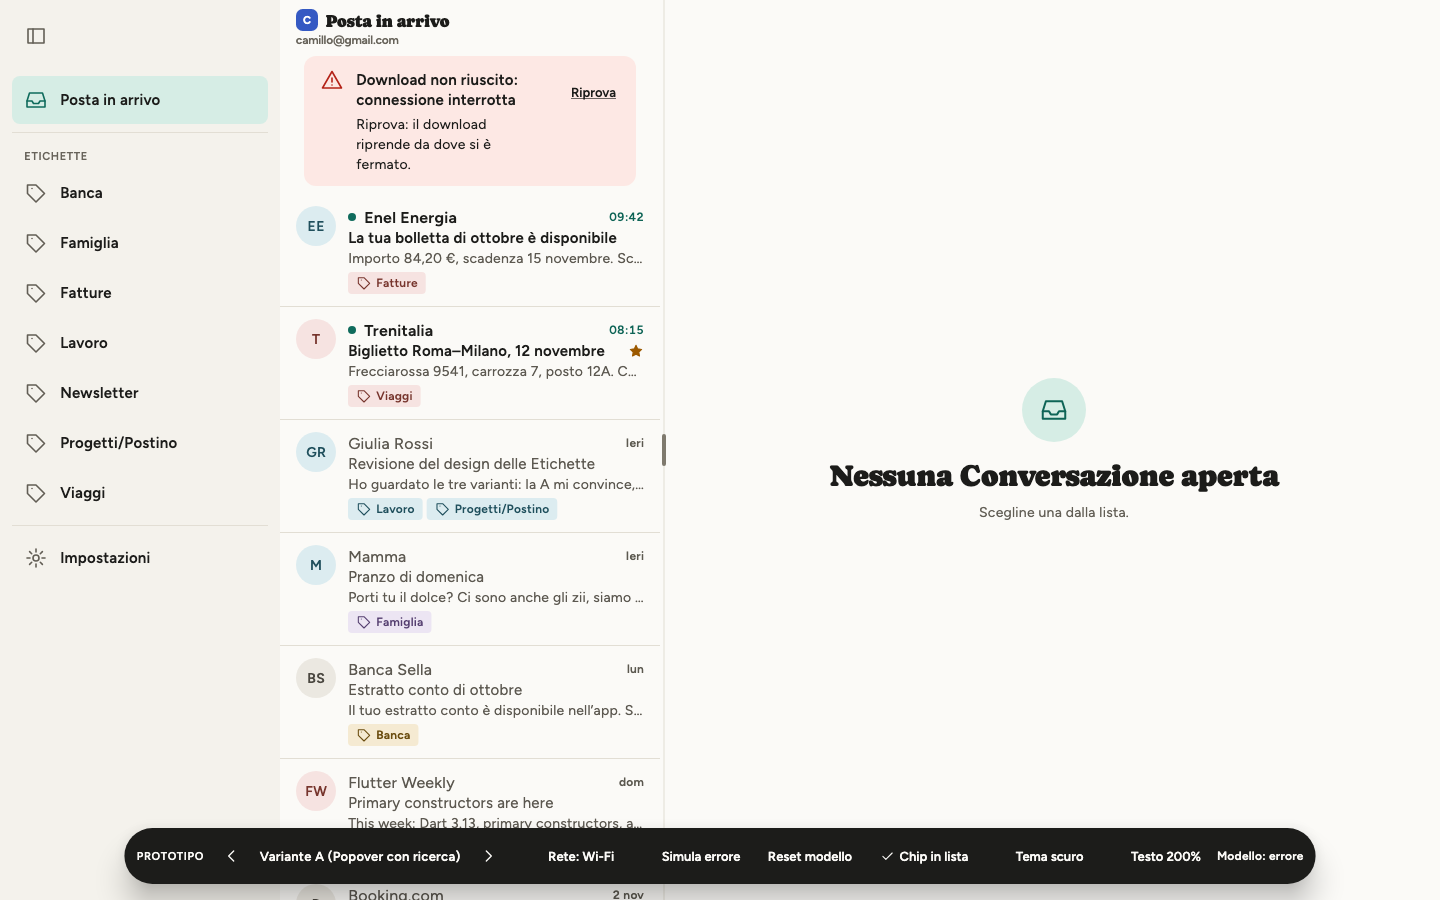 Posta in arrivo
ETICHETTE
Banca
Famiglia
Fatture
Lavoro
Newsletter
Progetti/Postino
Viaggi
Impostazioni
C Posta in arrivo
camillo@gmail.com
Download non riuscito:
connessione interrotta
Riprova: il download
riprende da dove si è
fermato.
Riprova
EE
Enel Energia 09:42
La tua bolletta di ottobre è disponibile
Importo 84,20 €, scadenza 15 novembre. Sc…
Fatture
T
Trenitalia 08:15
Biglietto Roma–Milano, 12 novembre
Frecciarossa 9541, carrozza 7, posto 12A. C…
Viaggi
GR
Giulia Rossi Ieri
Revisione del design delle Etichette
Ho guardato le tre varianti: la A mi convince,…
Lavoro Progetti/Postino
M
Mamma Ieri
Pranzo di domenica
Porti tu il dolce? Ci sono anche gli zii, siamo …
Famiglia
BS
Banca Sella lun
Estratto conto di ottobre
Il tuo estratto conto è disponibile nell'app. S…
Banca
FW
Flutter Weekly dom
Primary constructors are here
This week: Dart 3.13, primary constructors, a…
Booking.com 2 nov
Nessuna Conversazione aperta
Scegline una dalla lista.
PROTOTIPO Variante A (Popover con ricerca) Rete: Wi-Fi Simula errore Reset modello Chip in lista Tema scuro Testo 200% Modello: errore